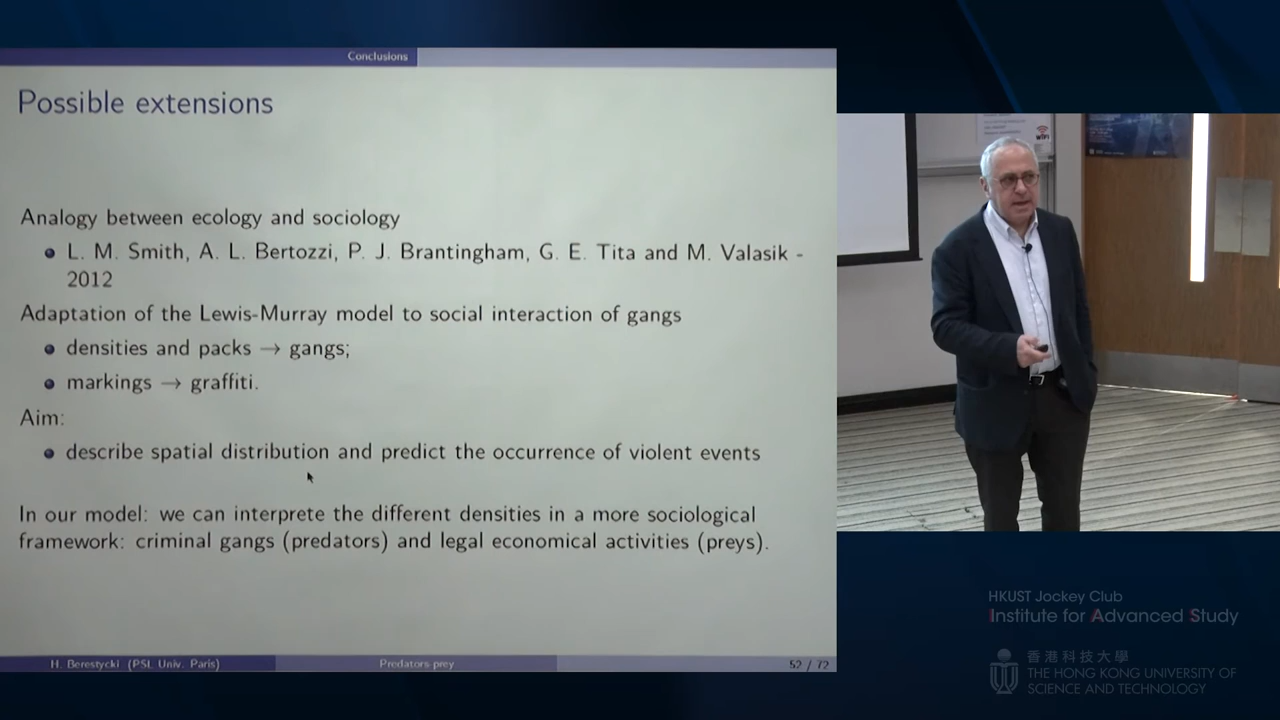 Conclusions
Possible extensions
Analogy between ecology and sociology
L. M. Smith, A. L. Bertozzi, P. J. Brantingham, G. E. Tita and M. Valasik -
2012
Adaptation of the Lewis-Murray model to social interaction of gangs
densities and packs → gangs;
markings → graffiti.
Aim:
describe spatial distribution and predict the occurrence of violent events
In our model: we can interprete the different densities in a more sociological
framework: criminal gangs (predators) and legal economical activities (preys).
H. Berestycki (PSL Univ. Paris)
Predators-prey
52 / 72
WiFi
HKUST Jockey Club
Institute for Advanced Study
香港科技大學
THE HONG KONG UNIVERSITY OF
SCIENCE AND TECHNOLOGY